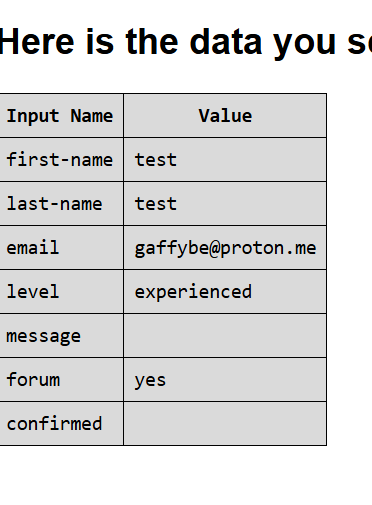 Here is the data you
Input Name Value
first-name test
last-name test
email gaffybe@proton.me
level experienced
message
forum yes
confirmed